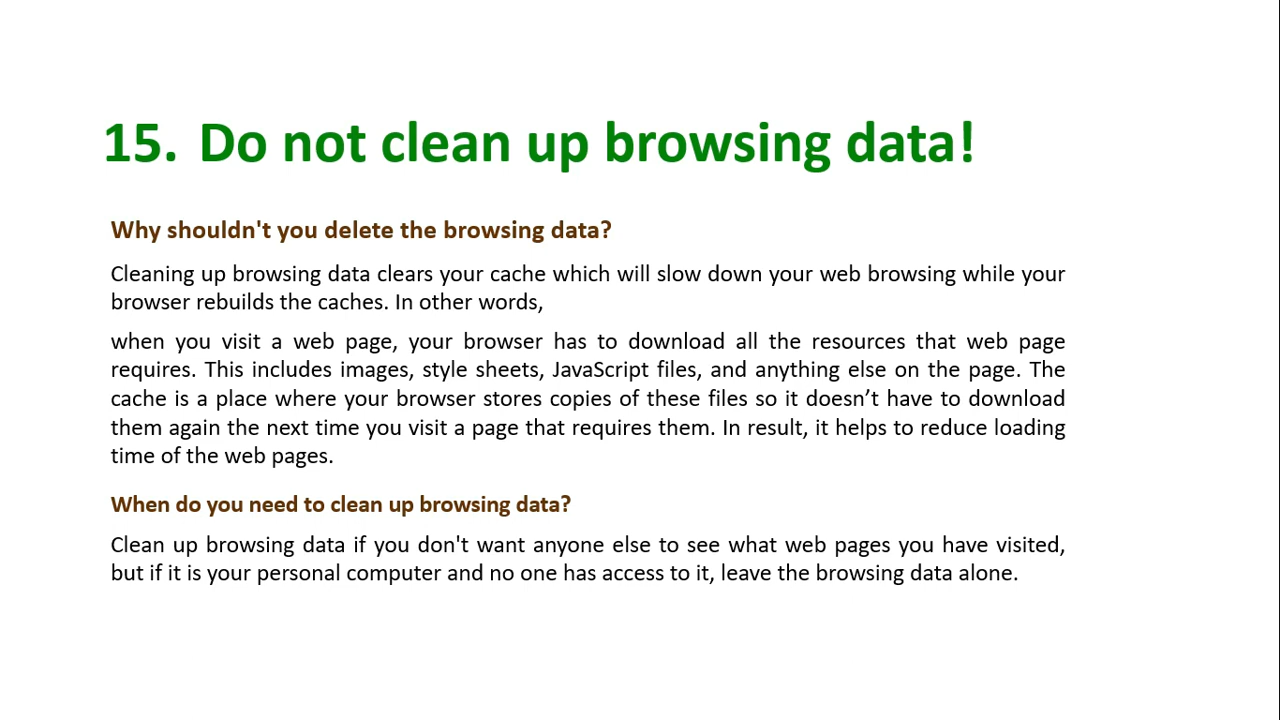 15. Do not clean up browsing data!
Why shouldn't you delete the browsing data?
Cleaning up browsing data clears your cache which will slow down your web browsing while your
browser rebuilds the caches. In other words,
when you visit a web page, your browser has to download all the resources that web page
requires. This includes images, style sheets, JavaScript files, and anything else on the page. The
cache is a place where your browser stores copies of these files so it doesn’t have to download
them again the next time you visit a page that requires them. In result, it helps to reduce loading
time of the web pages.
When do you need to clean up browsing data?
Clean up browsing data if you don't want anyone else to see what web pages you have visited,
but if it is your personal computer and no one has access to it, leave the browsing data alone.